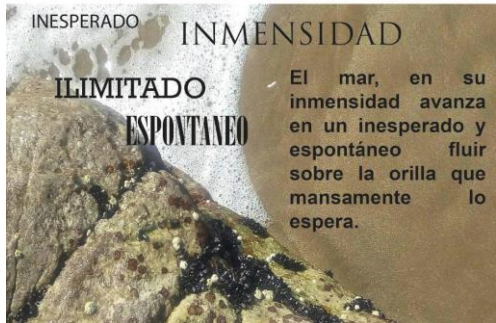 INESPERADO
INMENSIDAD
ILIMITADO
ESPONTANEO
El mar, en su
inmensidad avanza
en un inesperado y
espontáneo fluir
sobre la orilla que
mansamente lo
espera.